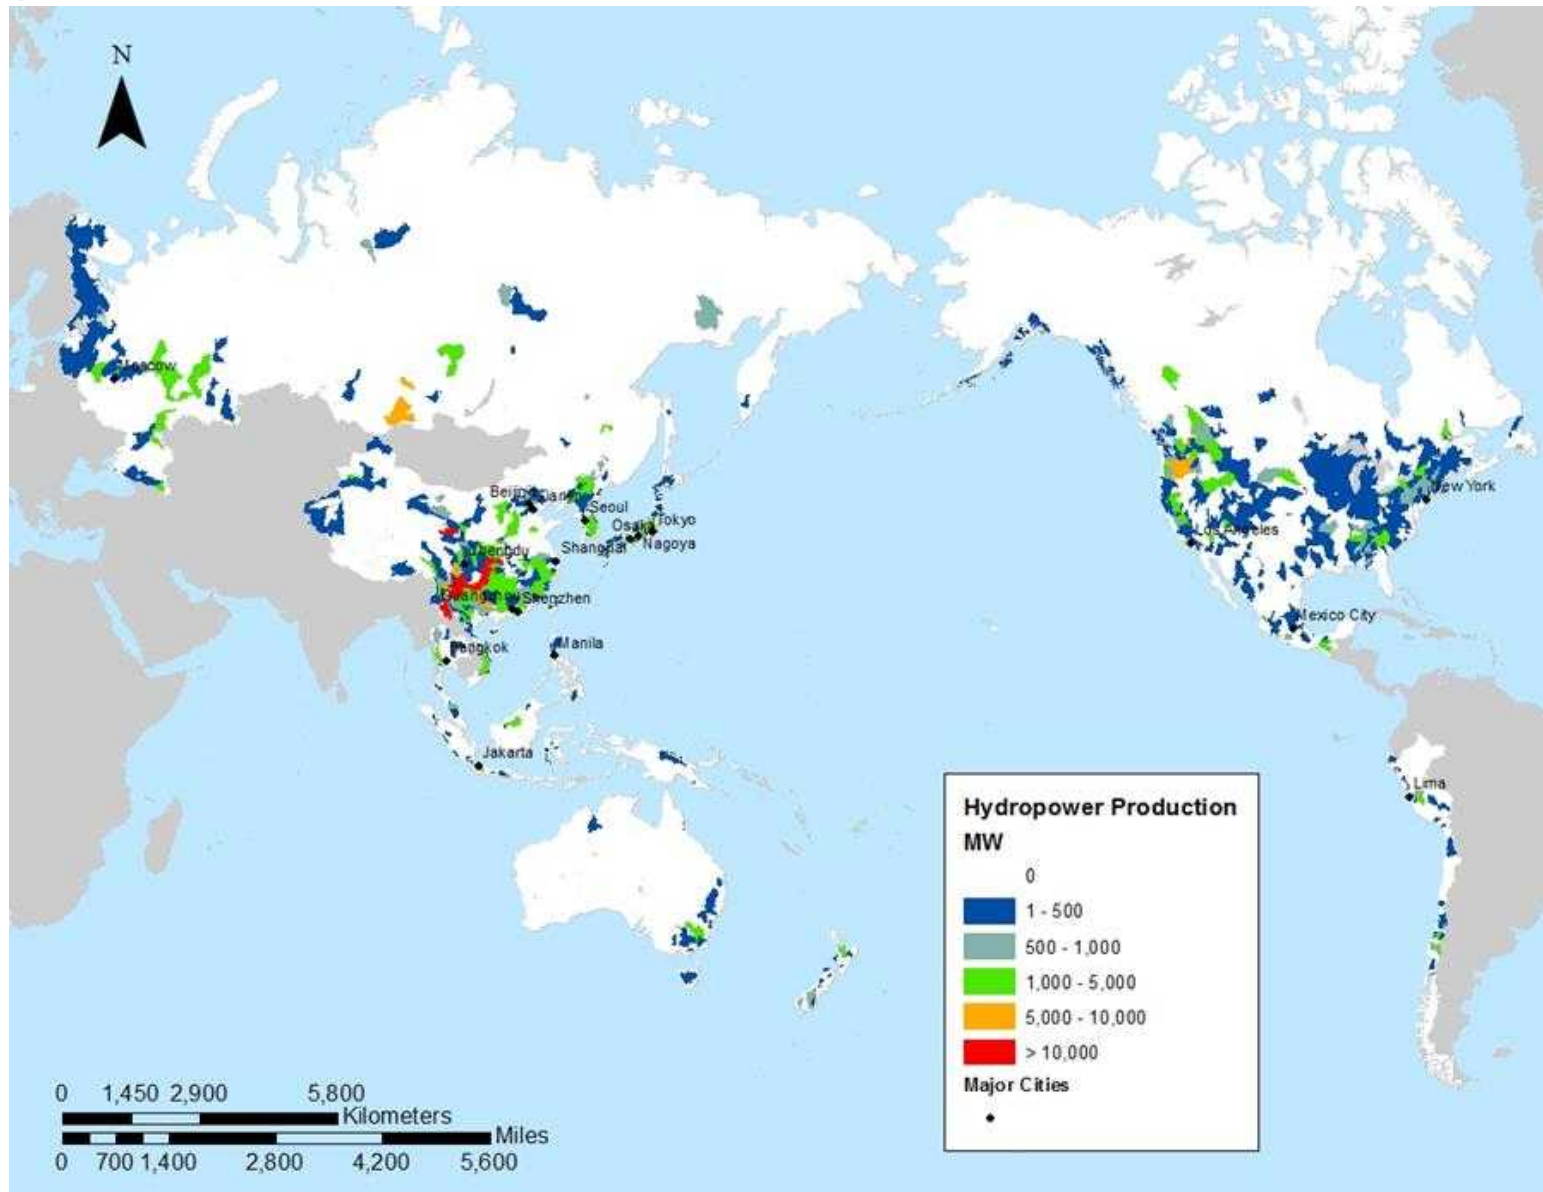 N
Moscow
Beijing
Tianjin
Seoul
Osaka
Tokyo
Nagoya
Chengdu
Shanghai
Guangzhou
Shenzhen
Bangkok
Manila
Jakarta
New York
Los Angeles
Mexico City
Lima
Hydropower Production
MW
0
1 - 500
500 - 1,000
1,000 - 5,000
5,000 - 10,000
> 10,000
Major Cities
0 1,450 2,900 5,800
Kilometers
Miles
0 700 1,400 2,800 4,200 5,600